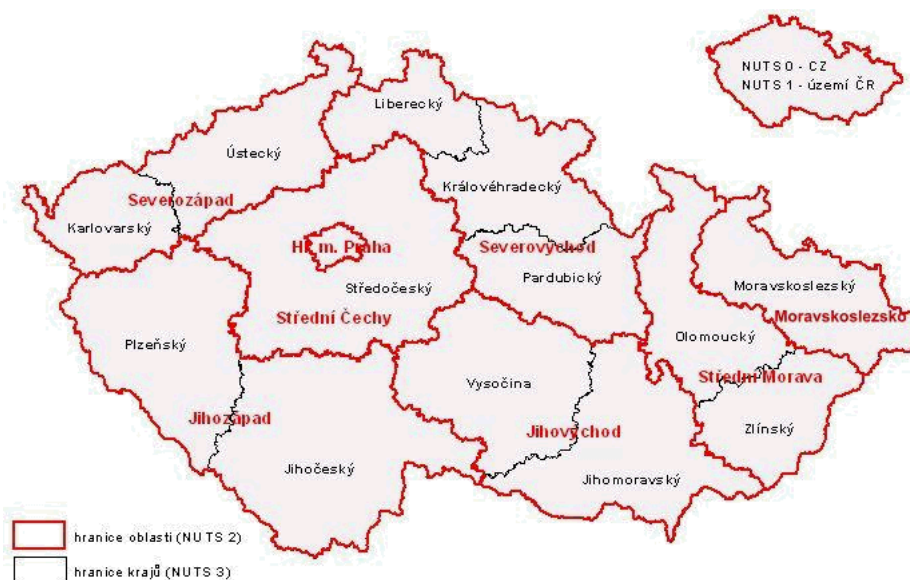 NUTS 0 - CZ
NUTS 1 - území ČR
Liberecký
Ústecký
Královéhradecký
Severozápad
Karlovarský
Hl. m. Praha
Severovýchod
Pardubický
Středočeský
Moravskoslezský
Střední Čechy
Moravskoslezsko
Plzeňský
Olomoucký
Vysočina
Střední Morava
Jihozápad
Jihovýchod
Zlínský
Jihočeský
Jihomoravský
hranice oblasti (NUTS 2)
hranice krajů (NUTS 3)